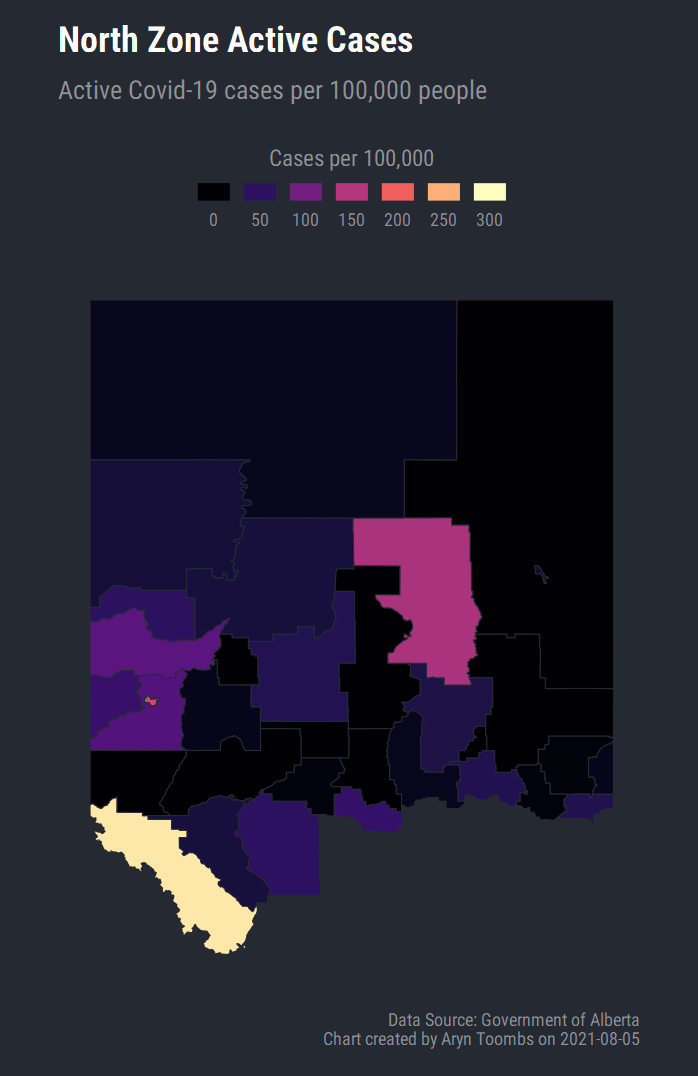 North Zone Active Cases
Active Covid-19 cases per 100,000 people
Cases per 100,000
0 50 100 150 200 250 300
Data Source: Government of Alberta
Chart created by Aryn Toombs on 2021-08-05